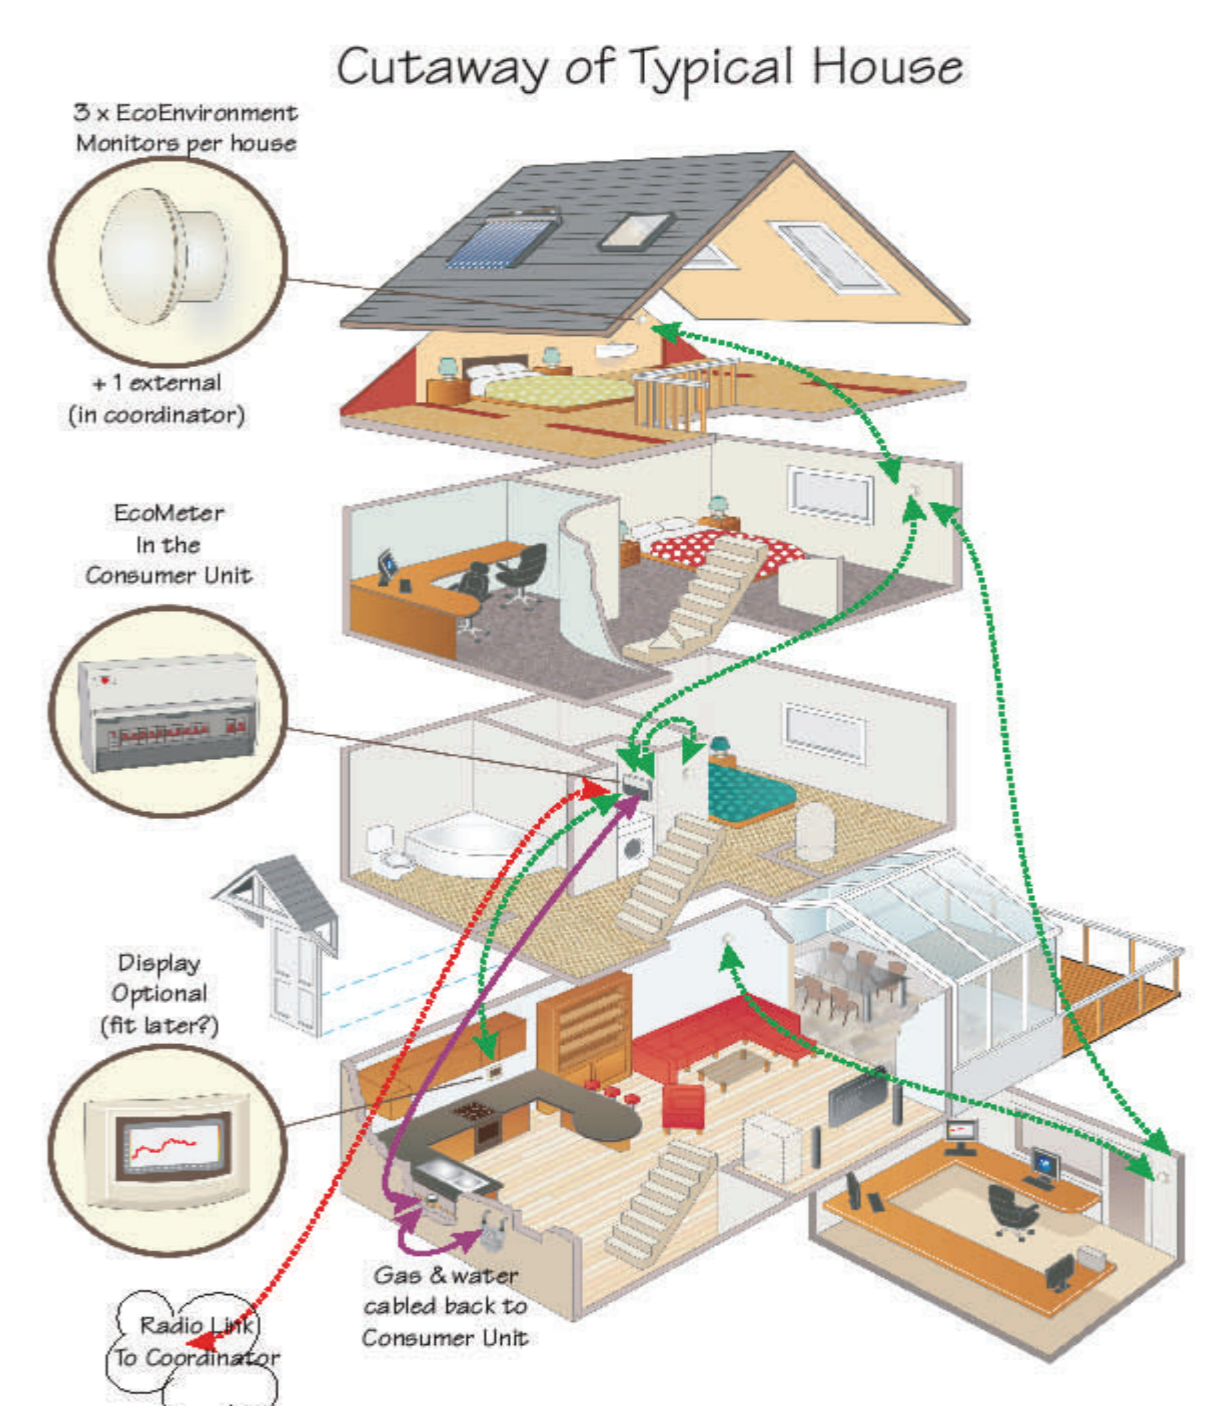 Cutaway of Typical House
3 x EcoEnvironment
Monitors per house
+ 1 external
(in coordinator)
EcoMeter
In the
Consumer Unit
Display
Optional
(fit later?)
Gas & water
cabled back to
Consumer Unit
Radio Link
To Coordinator